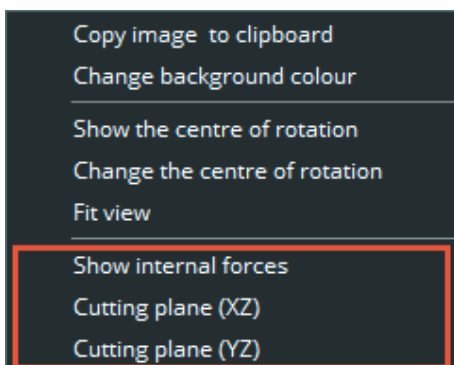 Copy image  to clipboard
Change background colour
Show the centre of rotation
Change the centre of rotation
Fit view
Show internal forces
Cutting plane (XZ)
Cutting plane (YZ)